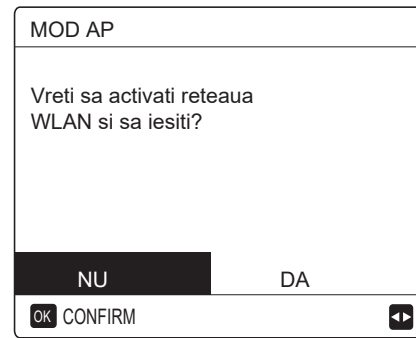 MOD AP
Vreti sa activati reteaua
WLAN si sa iesiti?
NU DA
OK CONFIRM